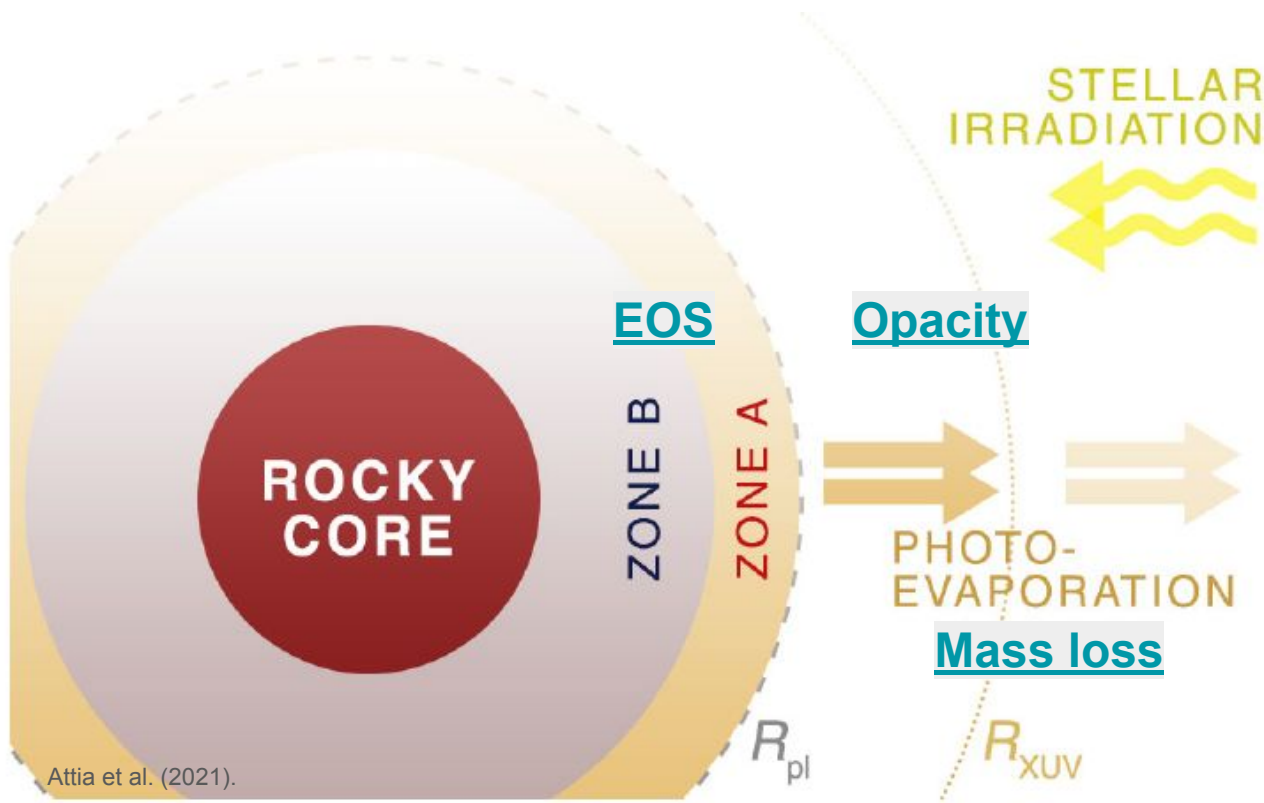 STELLAR
IRRADIATION
EOS
Opacity
ZONE B
ZONE A
ROCKY
CORE
PHOTO-
EVAPORATION
Mass loss
Rpl
RXUV
Attia et al. (2021).